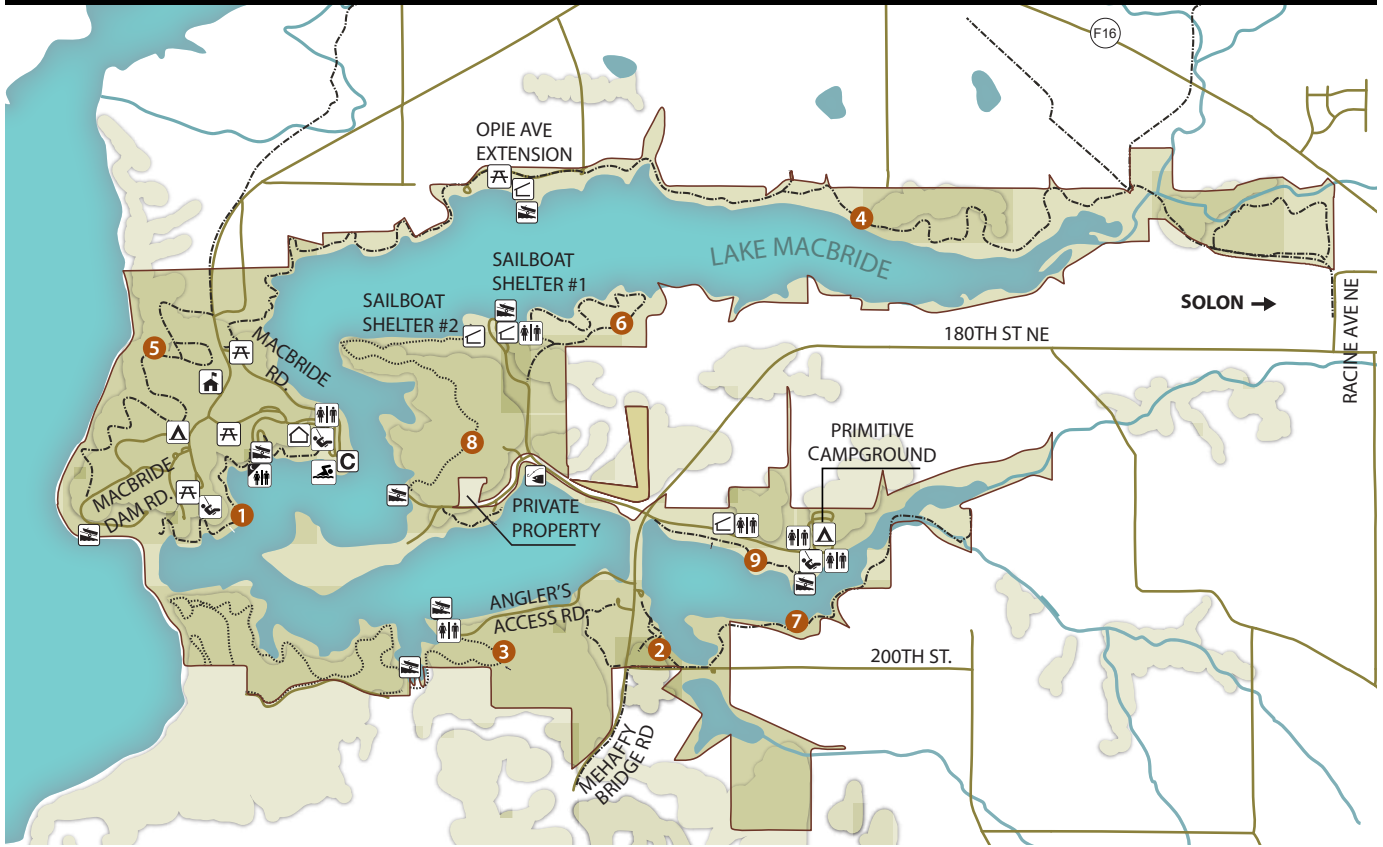 F16
OPIE AVE
EXTENSION
4
LAKE MACBRIDE
SAILBOAT
SHELTER #1
SAILBOAT
SHELTER #2
SOLON
6
180TH ST NE
RACINE AVE NE
5
MACBRIDE
RD.
8
PRIMITIVE
CAMPGROUND
C
MACBRIDE
DAM RD.
1
PRIVATE
PROPERTY
9
ANGLER'S
ACCESS RD
7
3
2
200TH ST.
MEHAFFY
BRIDGE RD